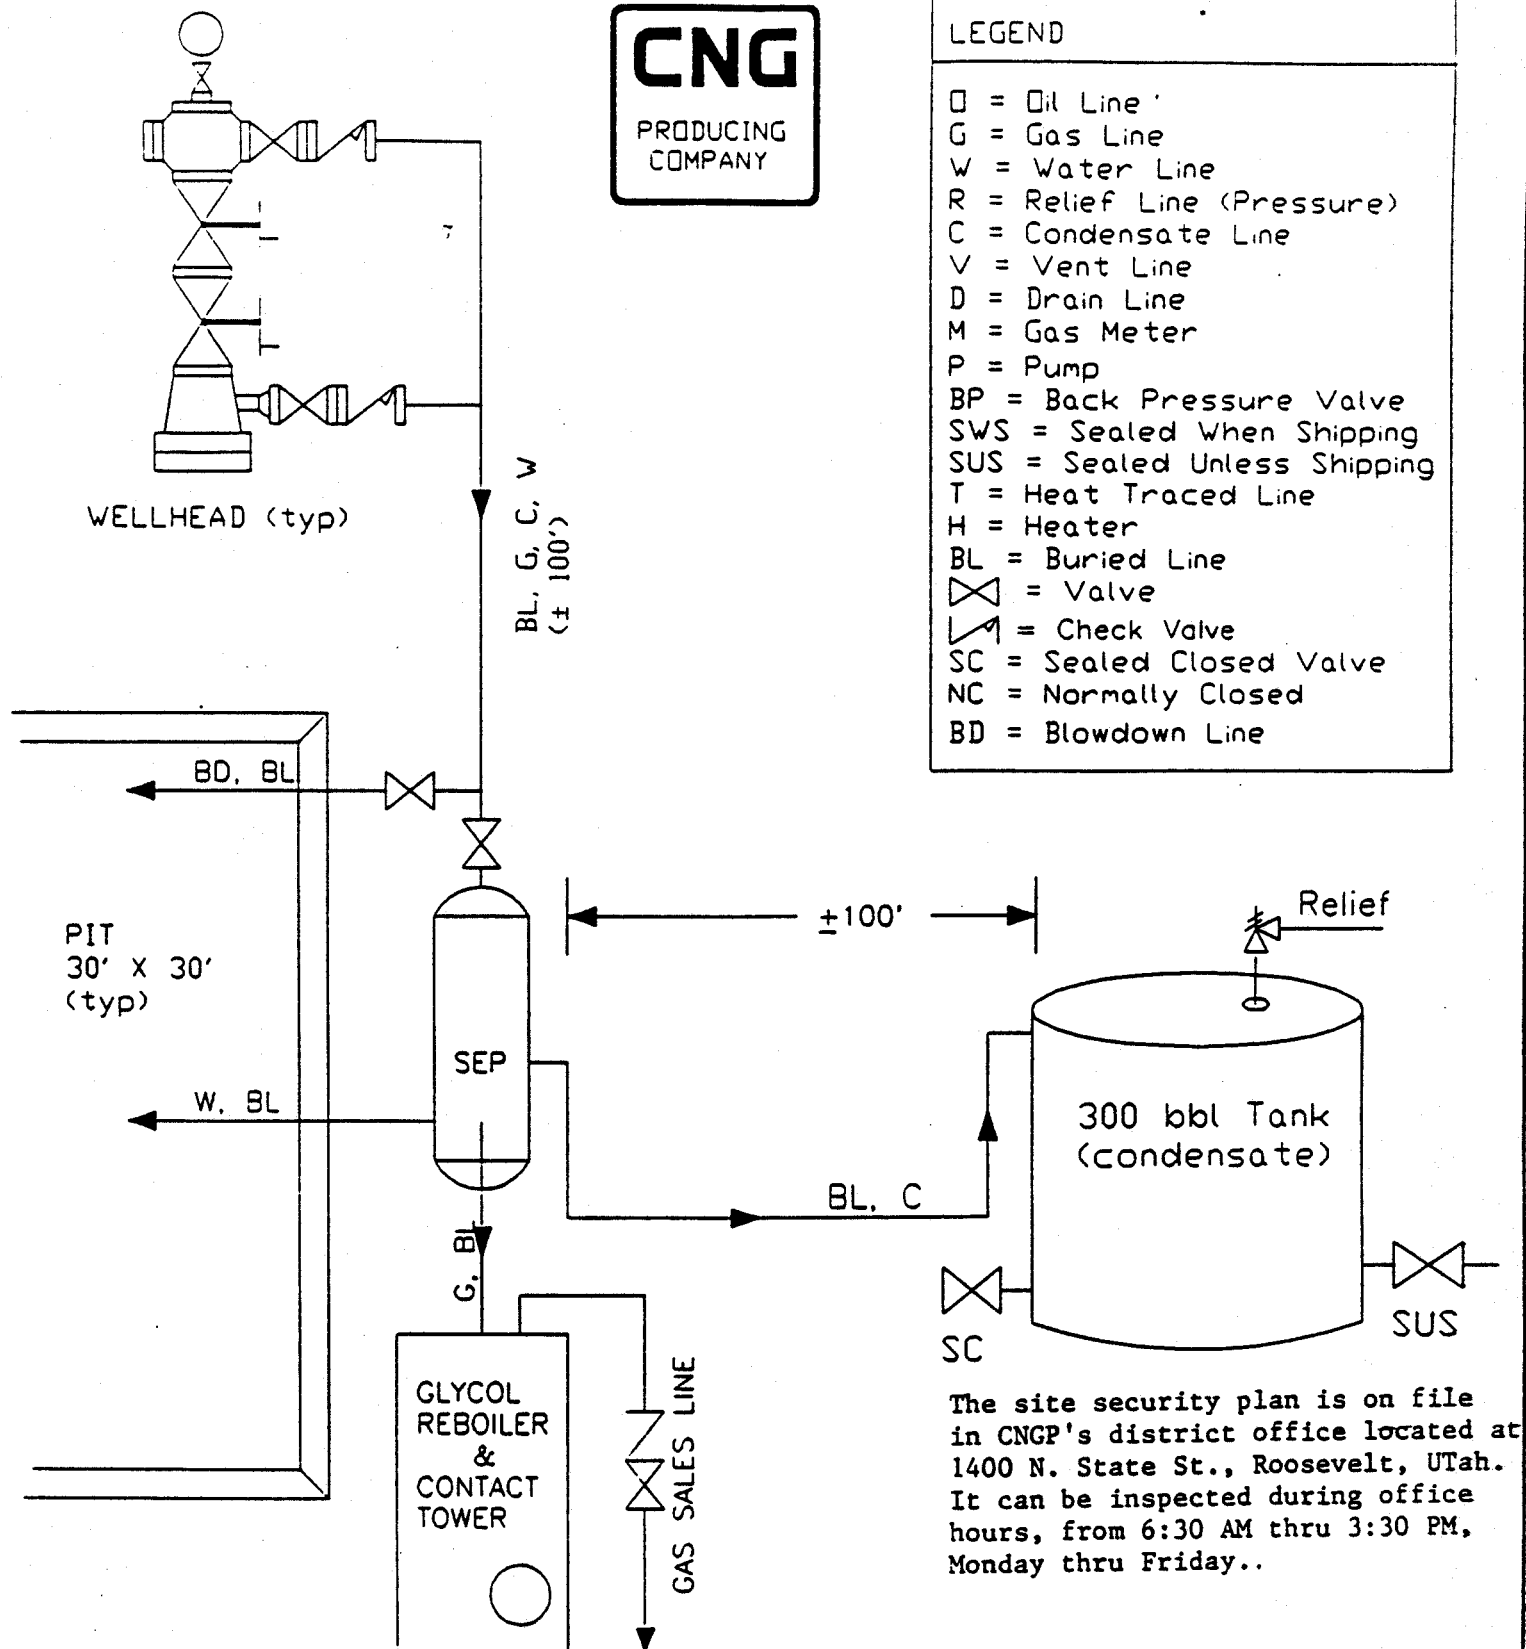 CNG
PRODUCING
COMPANY
LEGEND
O = Oil Line
G = Gas Line
W = Water Line
R = Relief Line (Pressure)
C = Condensate Line
V = Vent Line
D = Drain Line
M = Gas Meter
P = Pump
BP = Back Pressure Valve
SWS = Sealed When Shipping
SUS = Sealed Unless Shipping
T = Heat Traced Line
H = Heater
BL = Buried Line
= Valve
= Check Valve
SC = Sealed Closed Valve
NC = Normally Closed
BD = Blowdown Line
WELLHEAD (typ)
BL, G, C, W
(± 100')
BD, BL
PIT
30' X 30'
(typ)
SEP
W, BL
±100'
Relief
300 bbl Tank
(condensate)
BL, C
G, BL
SC
SUS
GLYCOL
REBOILER
&
CONTACT
TOWER
GAS SALES LINE
The site security plan is on file
in CNGP's district office located at
1400 N. State St., Roosevelt, UTah.
It can be inspected during office
hours, from 6:30 AM thru 3:30 PM,
Monday thru Friday..